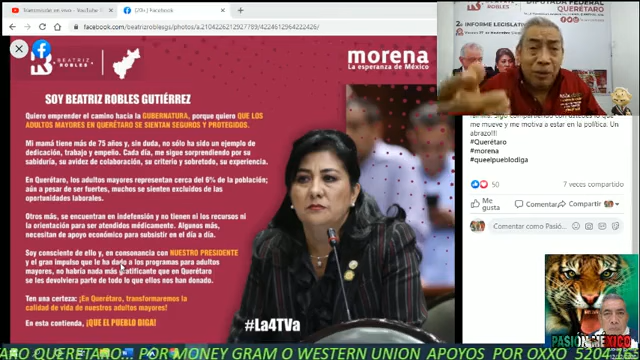 Transmisión en vivo - YouTube
(20+) Facebook
facebook.com/beatrizroblesgs/photos/a.2104226212927789/4224612964222426/
BEATRIZ
ROBLES
morena
La esperanza de México
SOY BEATRIZ ROBLES GUTIÉRREZ
Quiero emprender el camino hacia la GUBERNATURA, porque quiero QUE LOS
ADULTOS MAYORES EN QUERÉTARO SE SIENTAN SEGUROS Y PROTEGIDOS.
Mi mamá tiene más de 75 años y, sin duda, no sólo ha sido un ejemplo de
dedicación, trabajo y empeño. Cada día, me sigue sorprendiendo por su
sabiduría, su avidez de colaboración, su criterio y sobretodo, su experiencia.
En Querétaro, los adultos mayores representan cerca del 6% de la población;
aún a pesar de ser fuertes, muchos se sienten excluidos de las
oportunidades laborales.
Otros más, se encuentran en indefensión y no tienen ni los recursos ni
la orientación para ser atendidos médicamente. Algunos más,
necesitan de apoyo económico para subsistir en el día a día.
Soy consciente de ello y, en consonancia con NUESTRO PRESIDENTE
y el gran impulso que le ha dado a los programas para adultos
mayores, no habría nada más gratificante que en Querétaro
se les devolviera parte de todo lo que ellos nos han donado.
Ten una certeza: ¡En Querétaro, transformaremos la
calidad de vida de nuestros adultos mayores!
En esta contienda, ¡QUE EL PUEBLO DIGA!
#La4TVa
DIPUTADA FEDERAL
QUERÉTARO
2° INFORME LEGISLATIVO
me mueve y me motiva a estar en la política. Un
abrazo!!!
#Querétaro
#morena
#queelpueblodiga
50
7 veces compartido
Me gusta
Comentar
Compartir
Comentar como Pasió...
PASIÓN MÉXICO
QUERETARO
POR MONEY GRAM O WESTERN UNION APOYOS POR OXXO 5204